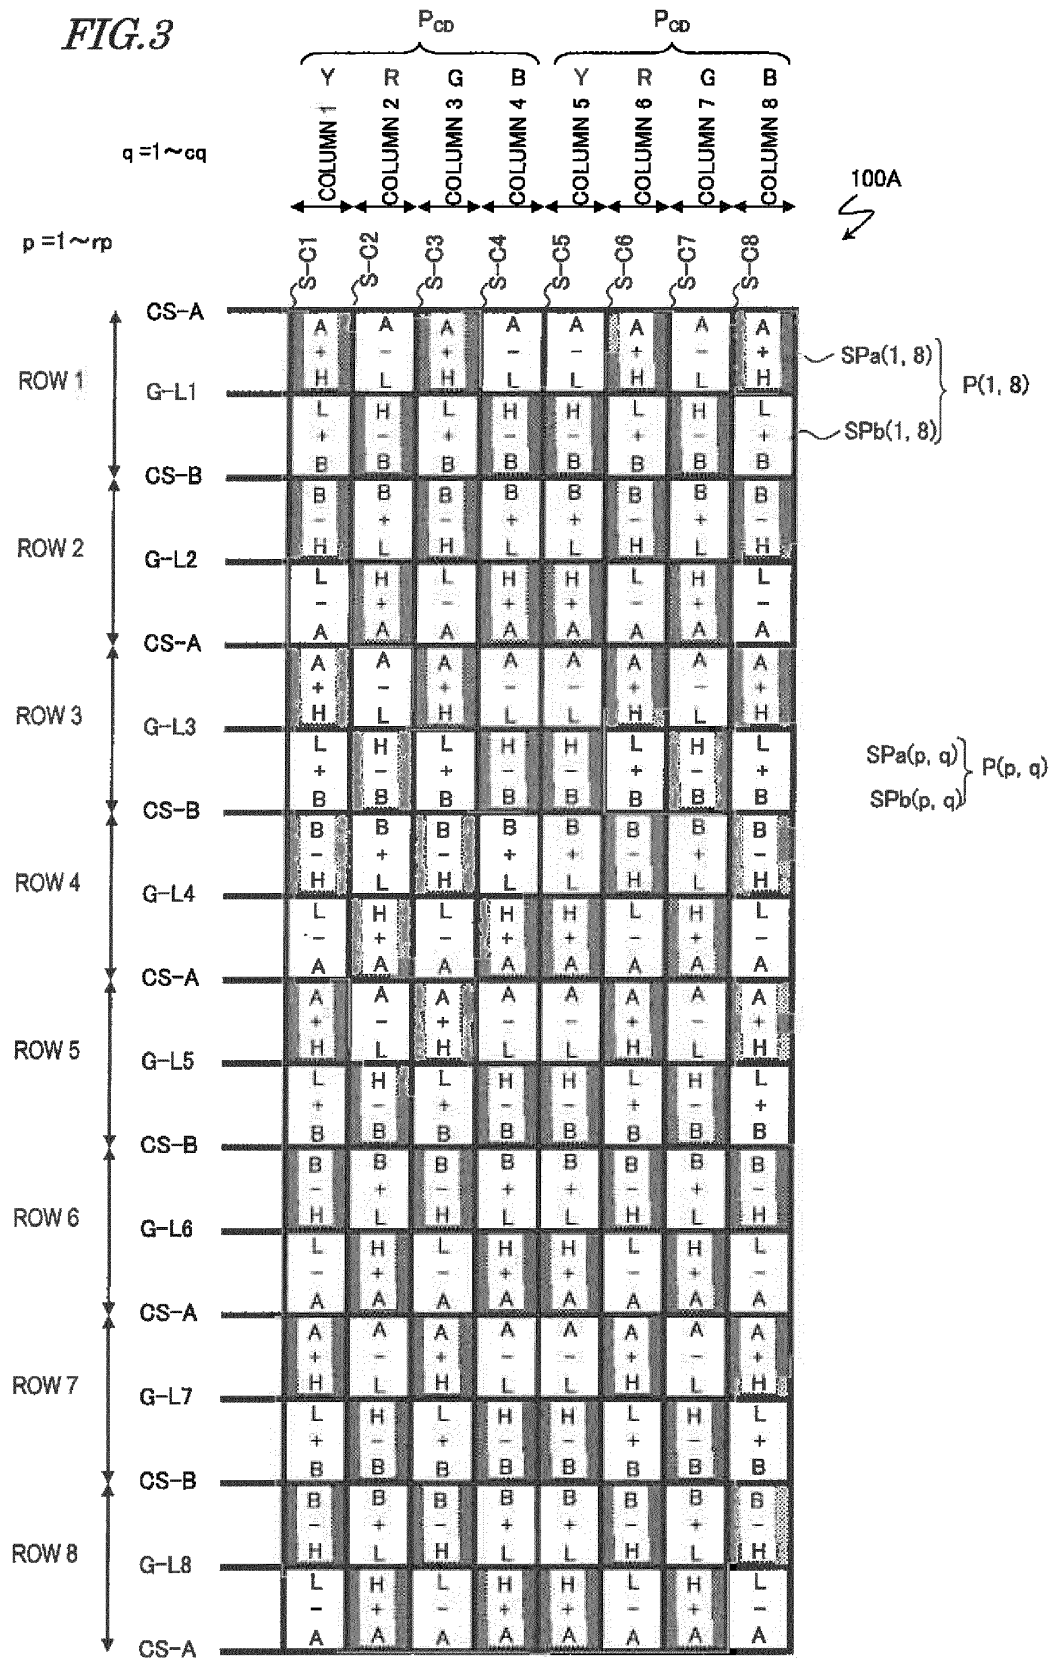 FIG.3
P_CD P_CD
Y R G B Y R G B
q=1~cq
COLUMN 1 COLUMN 2 COLUMN 3 COLUMN 4 COLUMN 5 COLUMN 6 COLUMN 7 COLUMN 8
100A
p=1~rp
S-C1 S-C2 S-C3 S-C4 S-C5 S-C6 S-C7 S-C8
CS-A
A A A A A A A A
ROW 1 + - + - - + - + SPa(1, 8)
H L H L L H L H P(1, 8)
G-L1
L H L H H L H L SPb(1, 8)
+ - + - - + - +
B B B B B B B B
CS-B
B B B B B B B B
ROW 2 - + - + + - + -
H L H L L H L H
G-L2
L H L H H L H L
- + - + + - + -
A A A A A A A A
CS-A
A A A A A A A A
ROW 3 + - + - - + - +
H L H L L H L H
G-L3
L H L H H L H L SPa(p, q)
+ - + - - + - + P(p, q)
B B B B B B B B SPb(p, q)
CS-B
B B B B B B B B
ROW 4 - + - + + - + -
H L H L L H L H
G-L4
L H L H H L H L
- + - + + - + -
A A A A A A A A
CS-A
A A A A A A A A
ROW 5 + - + - - + - +
H L H L L H L H
G-L5
L H L H H L H L
+ - + - - + - +
B B B B B B B B
CS-B
B B B B B B B B
ROW 6 - + - + + - + -
H L H L L H L H
G-L6
L H L H H L H L
- + - + + - + -
A A A A A A A A
CS-A
A A A A A A A A
ROW 7 + - + - - + - +
H L H L L H L H
G-L7
L H L H H L H L
+ - + - - + - +
B B B B B B B B
CS-B
B B B B B B B B
ROW 8 - + - + + - + -
H L H L L H L H
G-L8
L H L H H L H L
- + - + + - + -
A A A A A A A A
CS-A